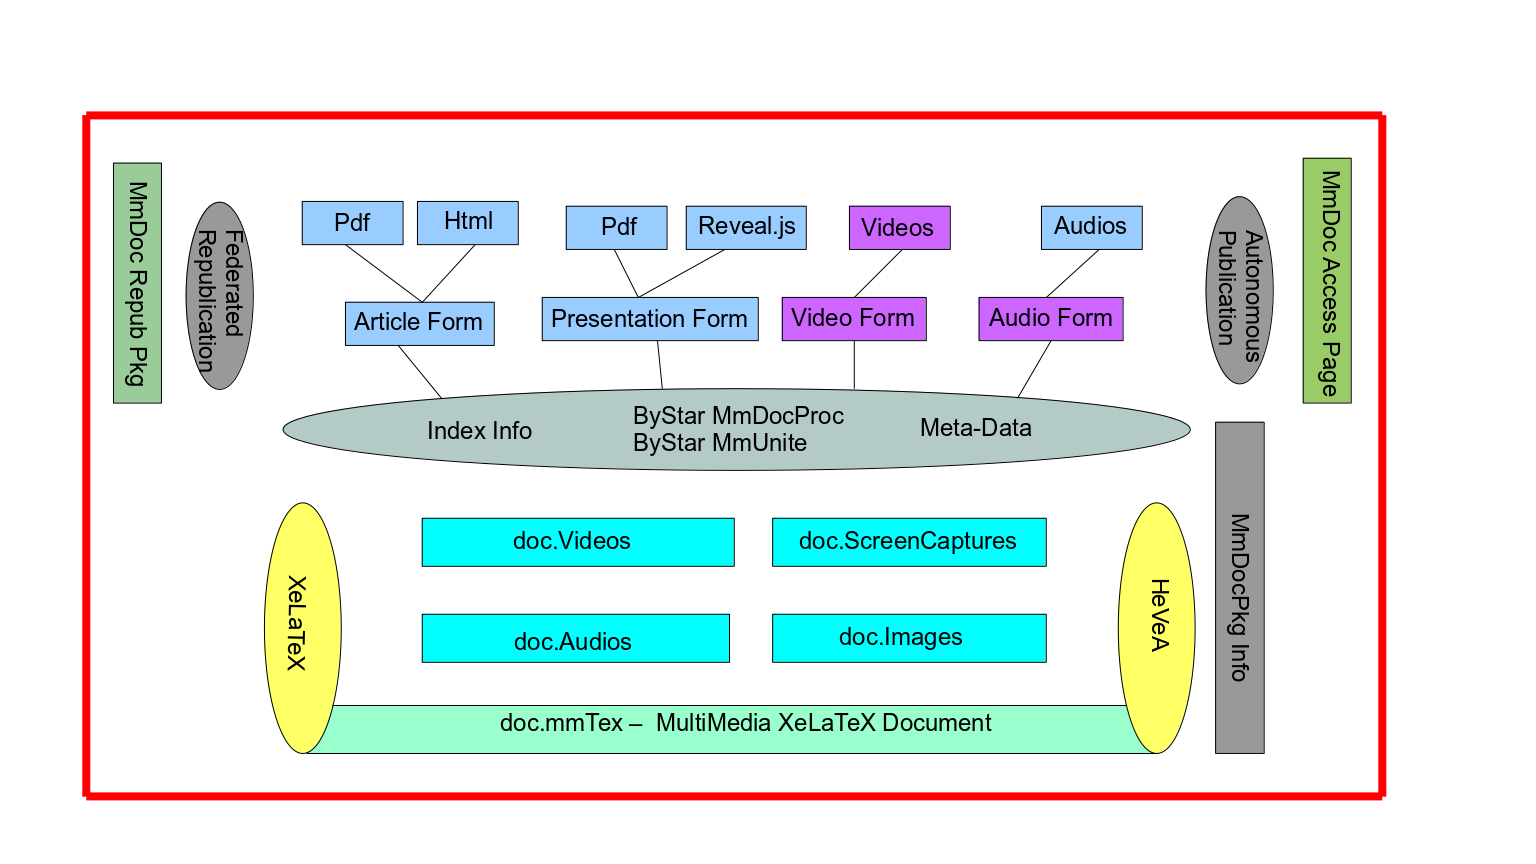 MmDoc Repub Pkg
Federated
Republication
Pdf
Html
Pdf
Reveal.js
Videos
Audios
Article Form
Presentation Form
Video Form
Audio Form
Autonomous
Publication
MmDoc Access Page
Index Info
ByStar MmDocProc
ByStar MmUnite
Meta-Data
XeLaTeX
doc.Videos
doc.ScreenCaptures
doc.Audios
doc.Images
HeVeA
MmDocPkg Info
doc.mmTex –  MultiMedia XeLaTeX Document